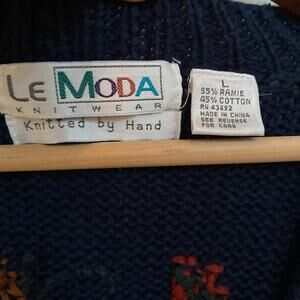 LE MODA
KNITWEAR
Knitted by Hand
L
55% RAMIE
45% COTTON
RN 43692
MADE IN CHINA
SEE REVERSE
FOR CARE